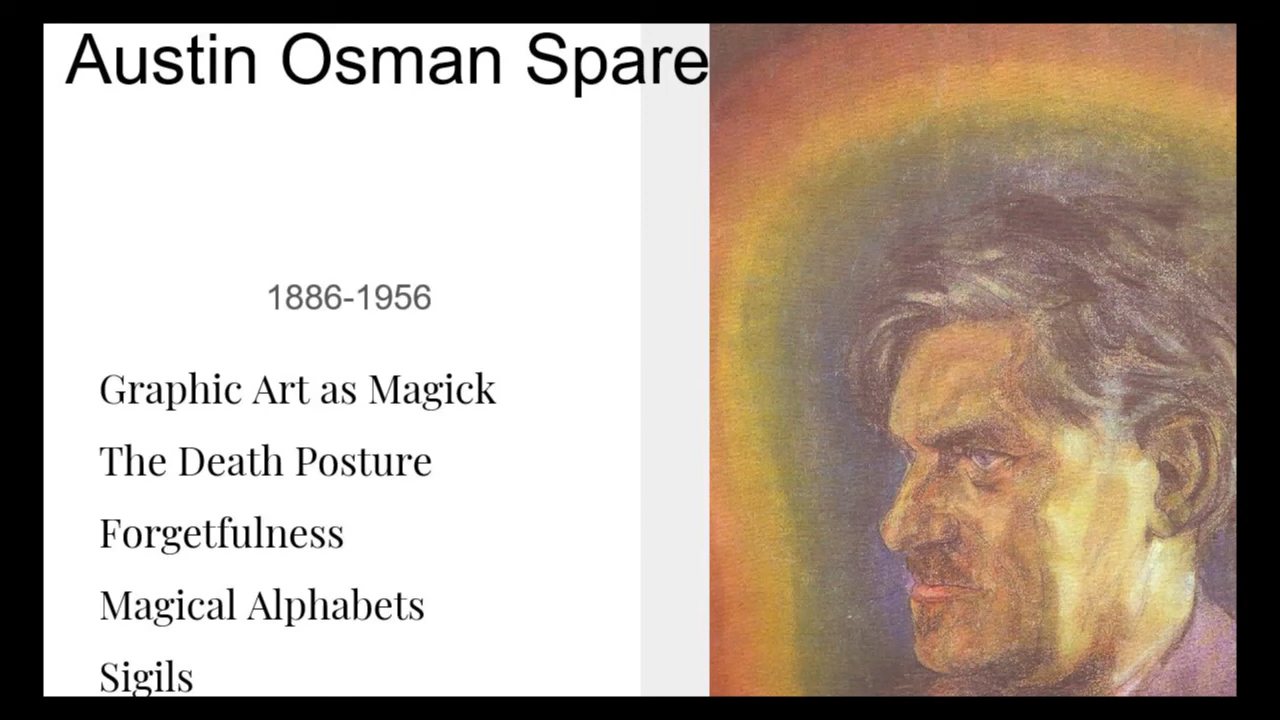 Austin Osman Spare
1886-1956
Graphic Art as Magick
The Death Posture
Forgetfulness
Magical Alphabets
Sigils